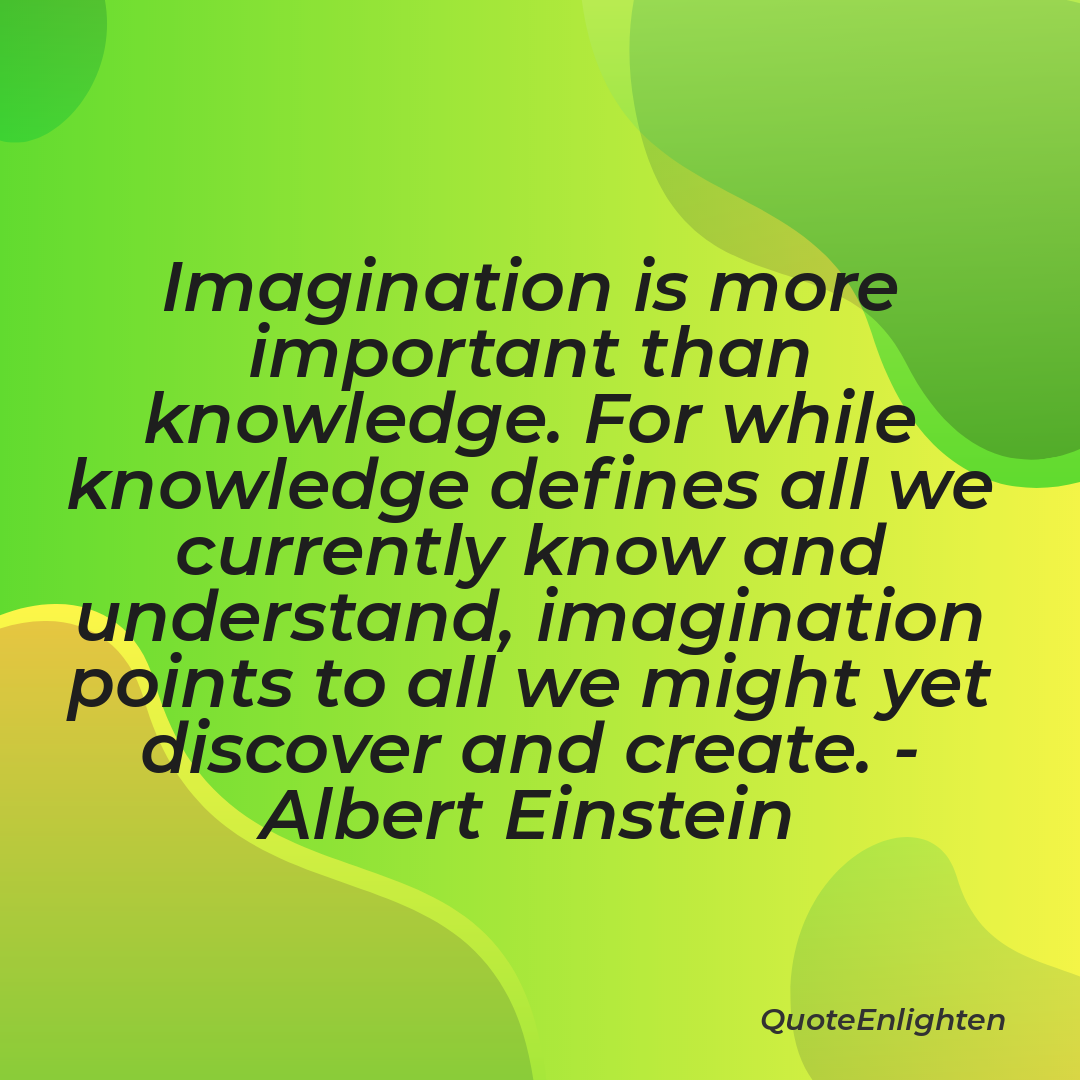 Imagination is more
important than
knowledge. For while
knowledge defines all we
currently know and
understand, imagination
points to all we might yet
discover and create. -
Albert Einstein
QuoteEnlighten